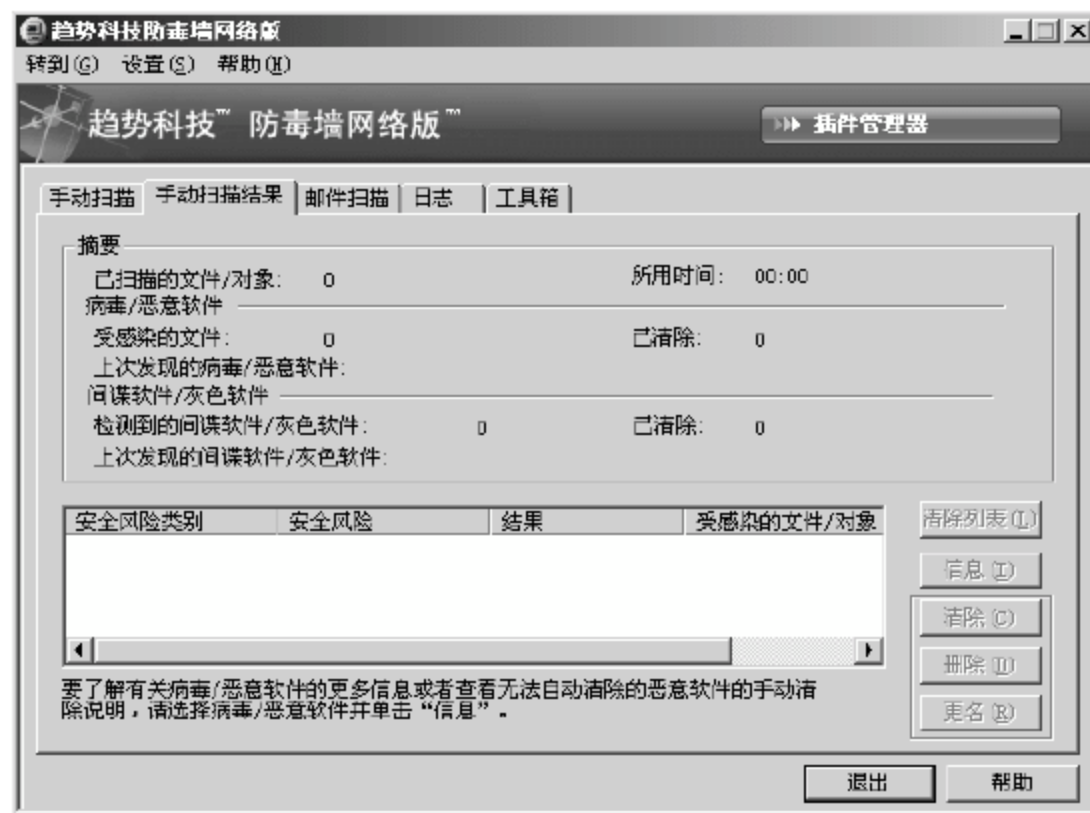 趋势科技防毒墙网络版
转到(G) 设置(S) 帮助(H)
趋势科技™ 防毒墙网络版™
插件管理器
手动扫描 手动扫描结果 邮件扫描 日志 工具箱
摘要
已扫描的文件/对象: 0 所用时间: 00:00
病毒/恶意软件
受感染的文件: 0 已清除: 0
上次发现的病毒/恶意软件:
间谍软件/灰色软件
检测到的间谍软件/灰色软件: 0 已清除: 0
上次发现的间谍软件/灰色软件:
安全风险类别 安全风险 结果 受感染的文件/对象
清除列表(L)
信息(I)
清除(C)
删除(D)
更名(R)
要了解有关病毒/恶意软件的更多信息或者查看无法自动清除的恶意软件的手动清
除说明，请选择病毒/恶意软件并单击“信息”。
退出 帮助